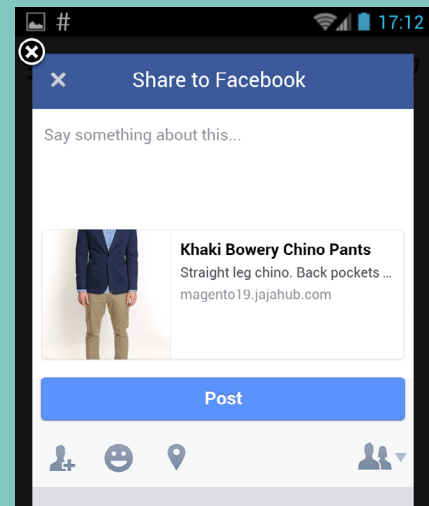 # 17:12
Share to Facebook
Say something about this...
Khaki Bowery Chino Pants
Straight leg chino. Back pockets ...
magento19.jajahub.com
Post